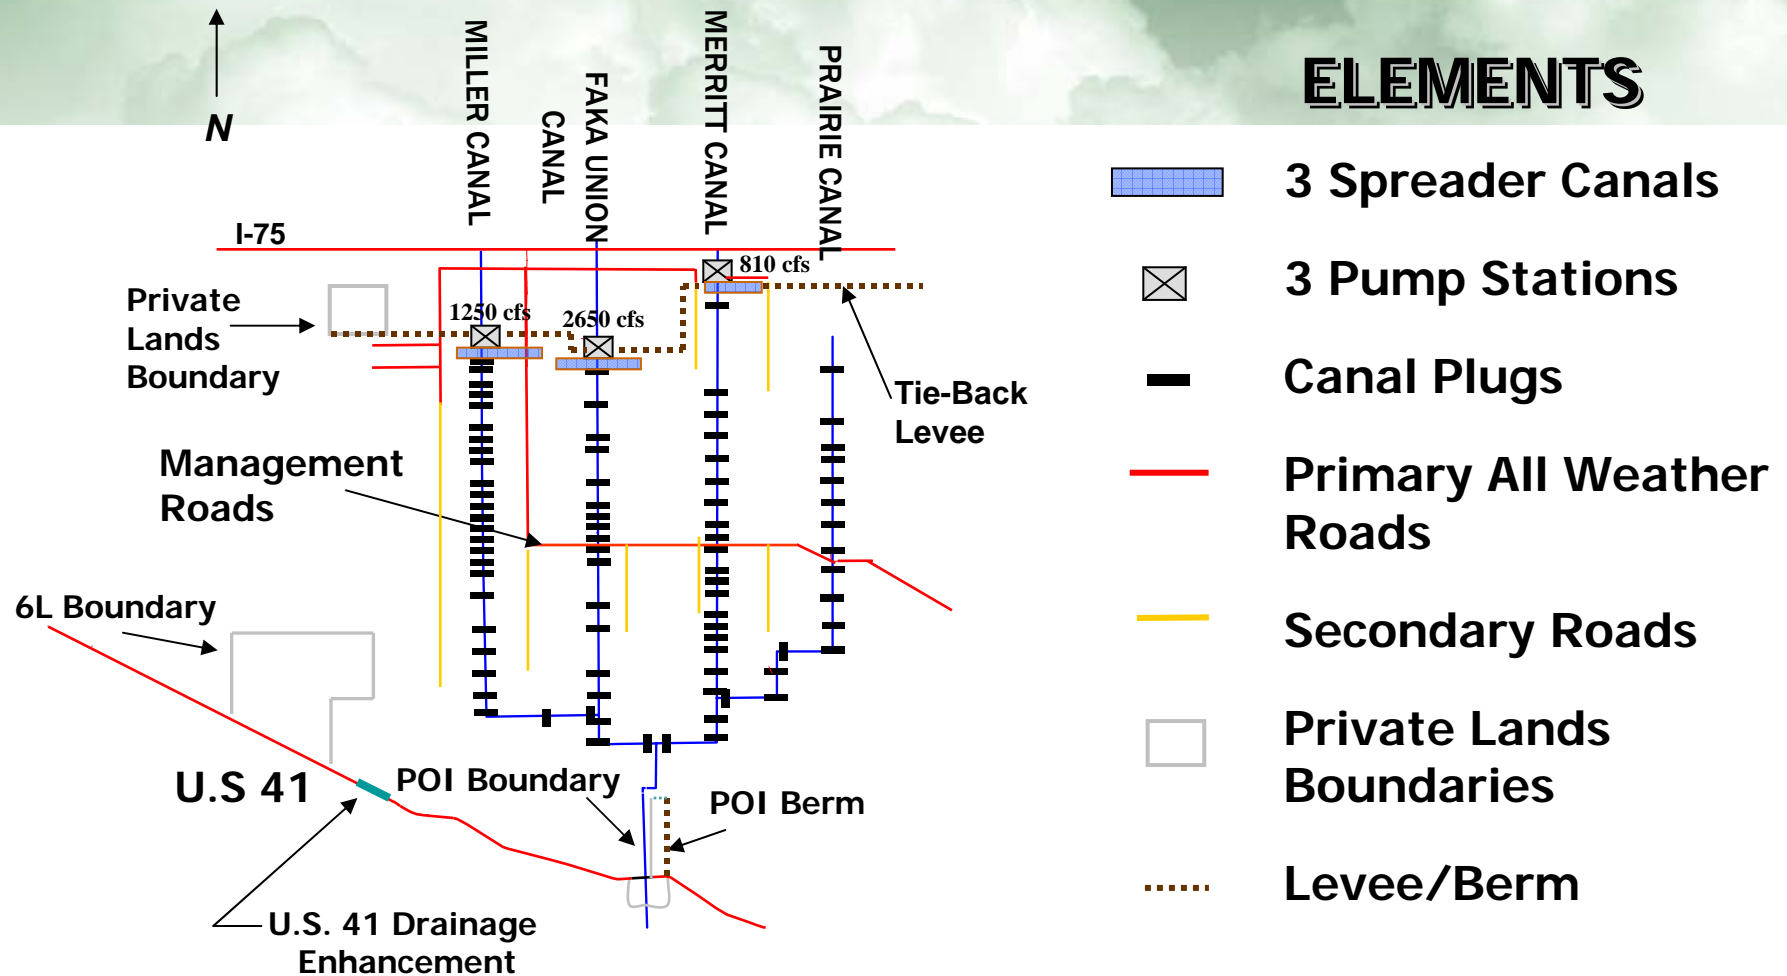 ELEMENTS
N
MILLER CANAL
FAKA UNION
CANAL
MERRITT CANAL
PRAIRIE CANAL
I-75
810 cfs
1250 cfs
2650 cfs
Private
Lands
Boundary
Tie-Back
Levee
Management
Roads
6L Boundary
U.S 41
POI Boundary
POI Berm
U.S. 41 Drainage
Enhancement
3 Spreader Canals
3 Pump Stations
Canal Plugs
Primary All Weather
Roads
Secondary Roads
Private Lands
Boundaries
Levee/Berm